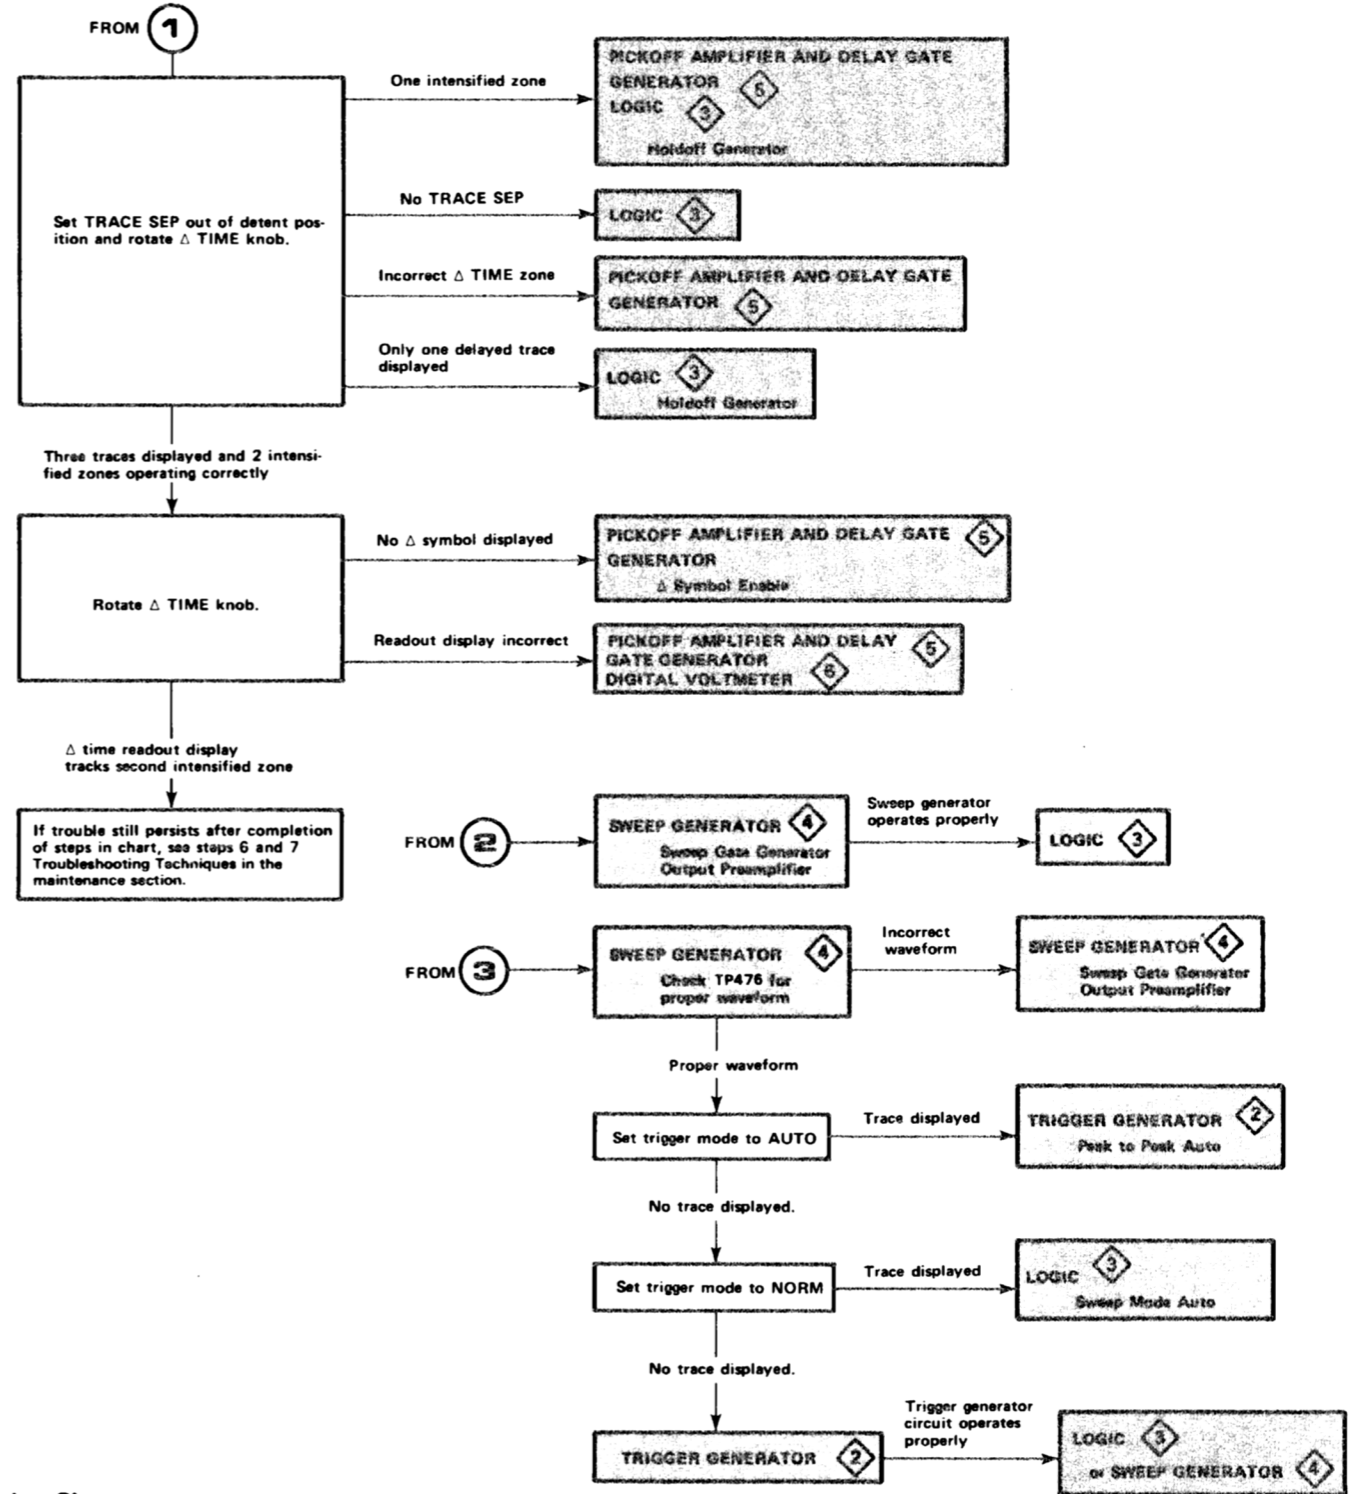 FROM 1
One intensified zone
PICKOFF AMPLIFIER AND DELAY GATE
GENERATOR 5
LOGIC 3
Holdoff Generator
Set TRACE SEP out of detent pos-
ition and rotate Δ TIME knob.
No TRACE SEP
LOGIC 3
Incorrect Δ TIME zone
PICKOFF AMPLIFIER AND DELAY GATE
GENERATOR 5
Only one delayed trace
displayed
LOGIC 3
Holdoff Generator
Three traces displayed and 2 intensi-
fied zones operating correctly
Rotate Δ TIME knob.
No Δ symbol displayed
PICKOFF AMPLIFIER AND DELAY GATE 5
GENERATOR
Δ Symbol Enable
Readout display incorrect
PICKOFF AMPLIFIER AND DELAY 5
GATE GENERATOR
DIGITAL VOLTMETER 6
Δ time readout display
tracks second intensified zone
If trouble still persists after completion
of steps in chart, see steps 6 and 7
Troubleshooting Techniques in the
maintenance section.
FROM 2
SWEEP GENERATOR 4
Sweep Gate Generator
Output Preamplifier
Sweep generator
operates properly
LOGIC 3
FROM 3
SWEEP GENERATOR 4
Check TP476 for
proper waveform
Incorrect
waveform
SWEEP GENERATOR 4
Sweep Gate Generator
Output Preamplifier
Proper waveform
Set trigger mode to AUTO
Trace displayed
TRIGGER GENERATOR 2
Peak to Peak Auto
No trace displayed.
Set trigger mode to NORM
Trace displayed
LOGIC 3
Sweep Mode Auto
No trace displayed.
TRIGGER GENERATOR 2
Trigger generator
circuit operates
properly
LOGIC 3
or SWEEP GENERATOR 4